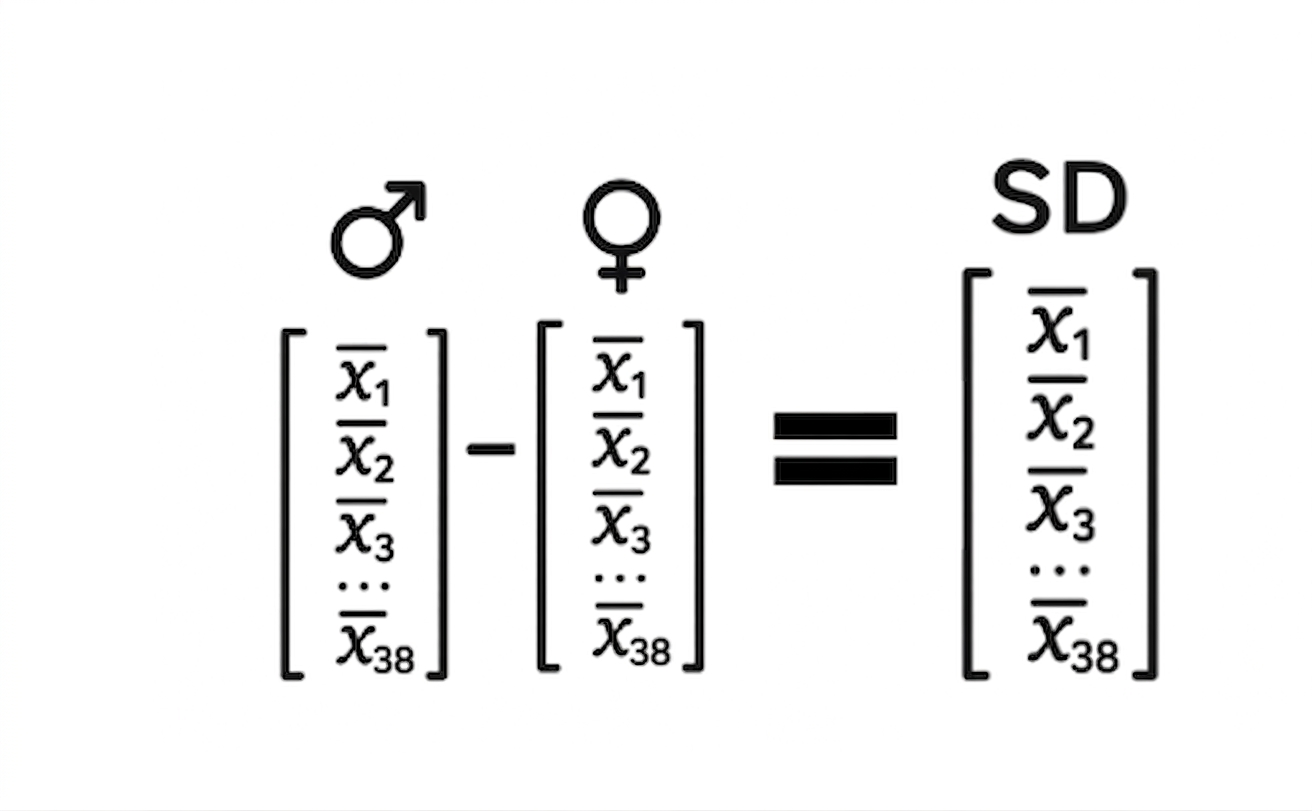 ♂ ♀ SD
x̄1 x̄1 x̄1
x̄2 − x̄2 = x̄2
x̄3 x̄3 x̄3
... ... ...
x̄38 x̄38 x̄38